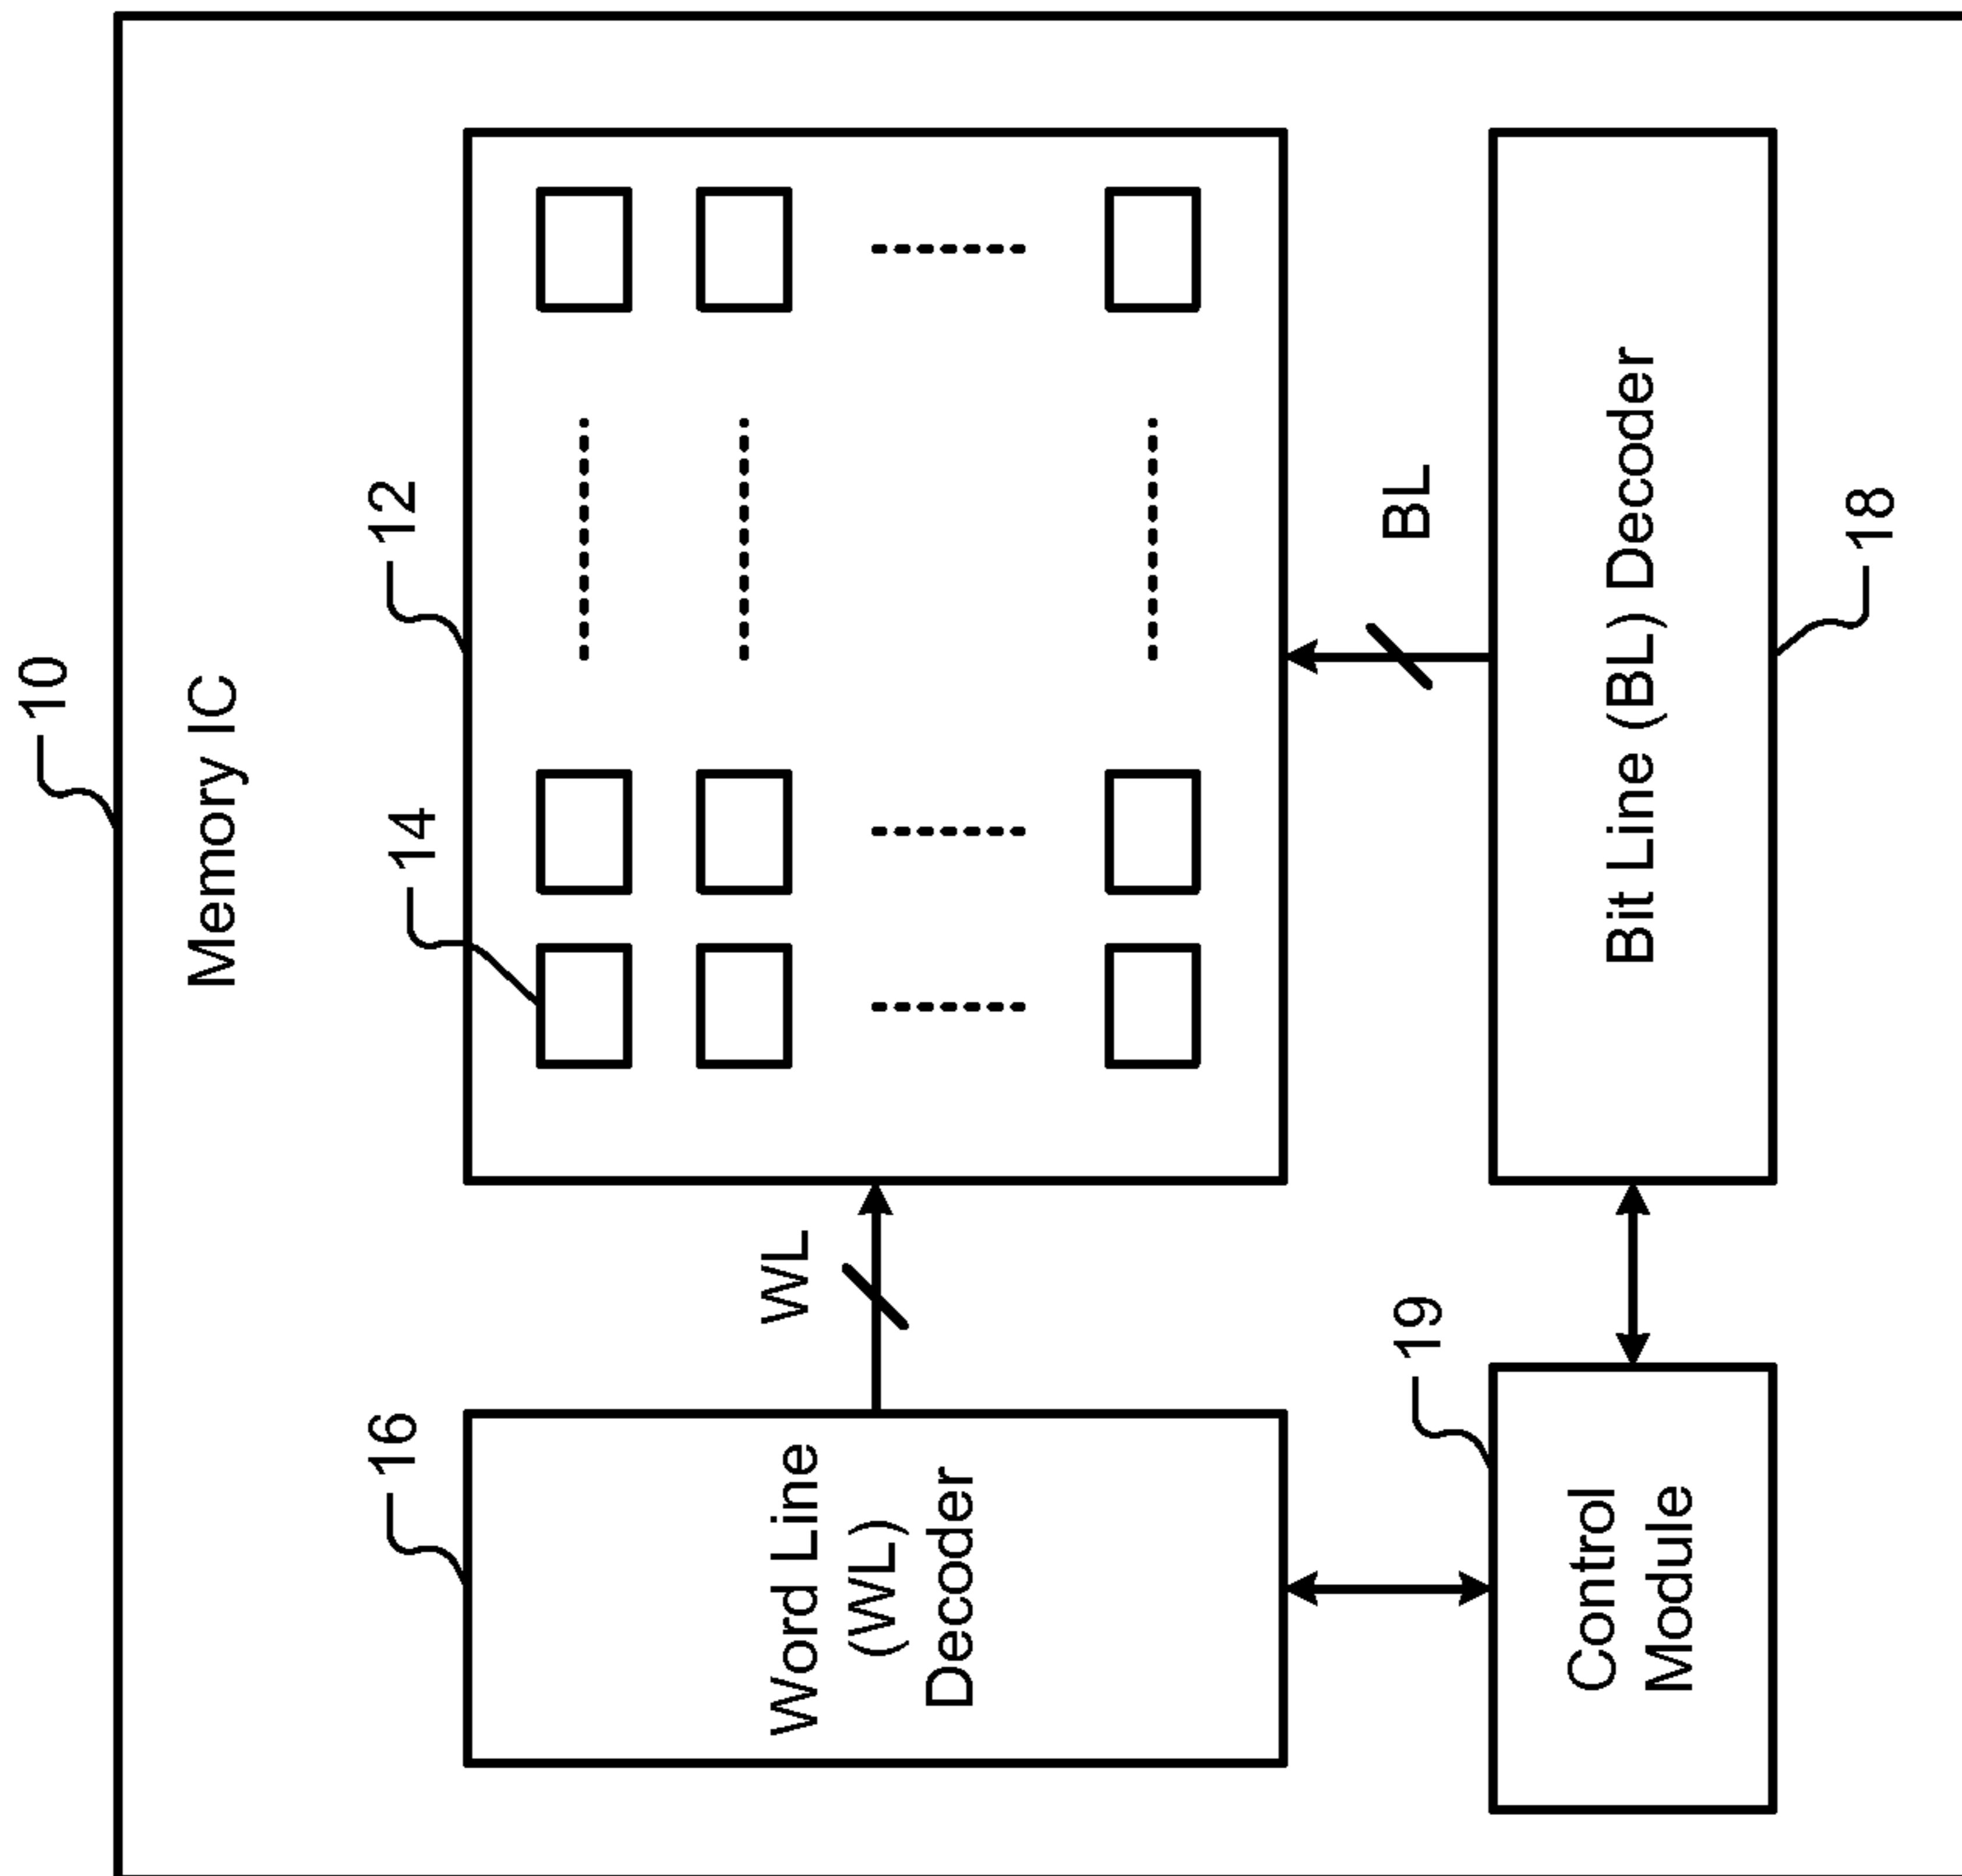 10
Memory IC
12
14
16
Word Line
(WL)
Decoder
WL
BL
19
Control
Module
Bit Line (BL) Decoder
18